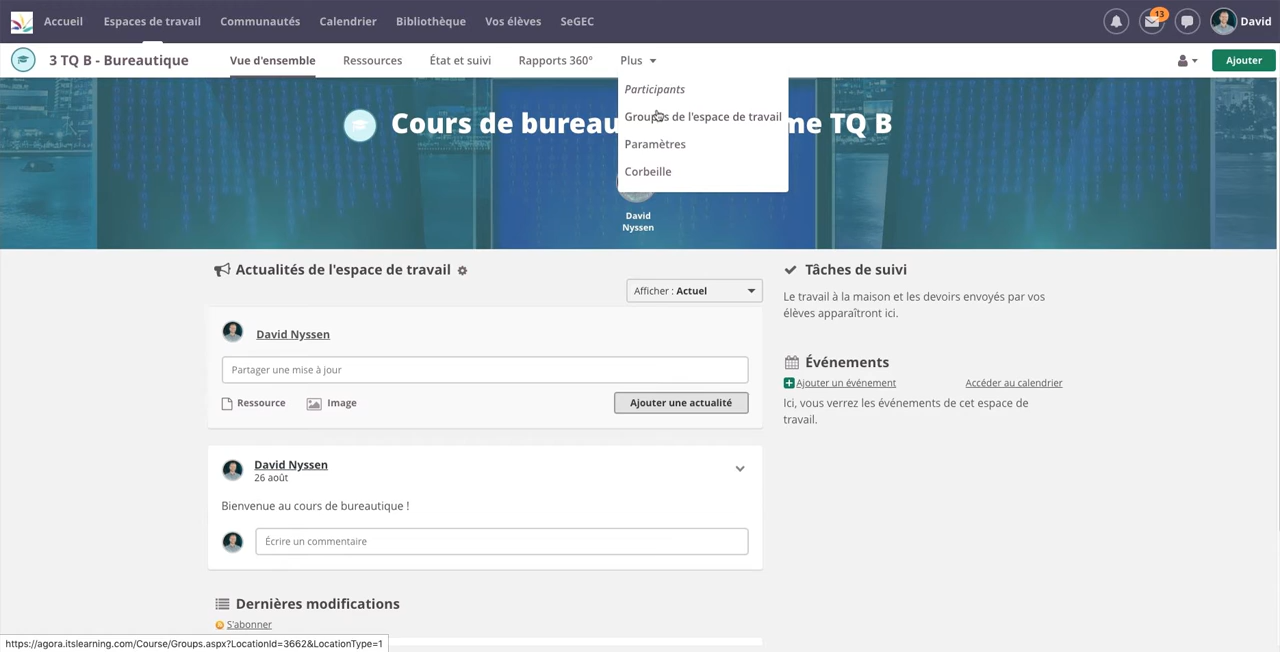 Accueil Espaces de travail Communautés Calendrier Bibliothèque Vos élèves SeGEC 13 David
3 TQ B - Bureautique Vue d'ensemble Ressources État et suivi Rapports 360° Plus Ajouter
Participants
Groupes de l'espace de travail
Paramètres
Corbeille
Cours de TQ B
David
Nyssen
Actualités de l'espace de travail
Afficher : Actuel
David Nyssen
Partager une mise à jour
Ressource Image Ajouter une actualité
David Nyssen
26 août
Bienvenue au cours de bureautique !
Écrire un commentaire
Dernières modifications
S'abonner
Tâches de suivi
Le travail à la maison et les devoirs envoyés par vos
élèves apparaîtront ici.
Événements
Ajouter un événement Accéder au calendrier
Ici, vous verrez les événements de cet espace de
travail.
https://agora.itslearning.com/Course/Groups.aspx?LocationId=3662&LocationType=1